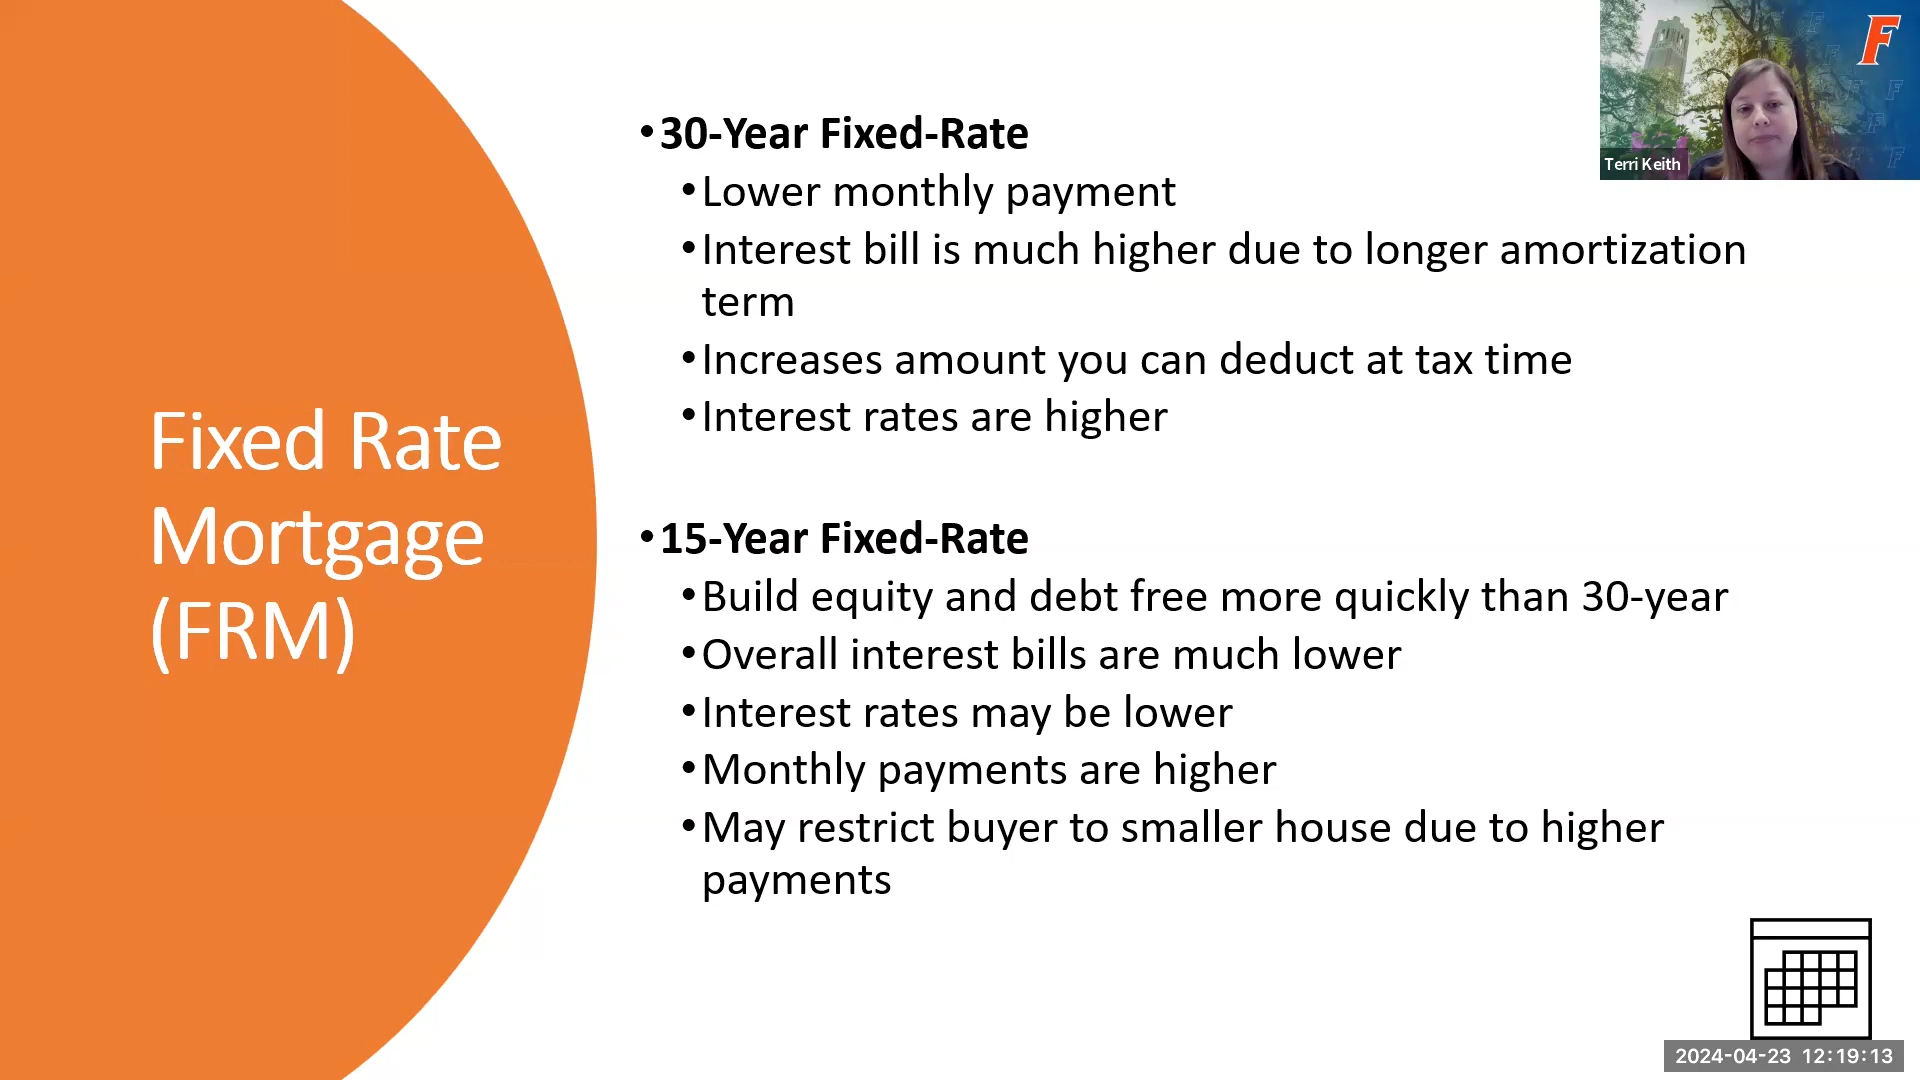 Fixed Rate
Mortgage
(FRM)
•30-Year Fixed-Rate
•Lower monthly payment
•Interest bill is much higher due to longer amortization
term
•Increases amount you can deduct at tax time
•Interest rates are higher
•15-Year Fixed-Rate
•Build equity and debt free more quickly than 30-year
•Overall interest bills are much lower
•Interest rates may be lower
•Monthly payments are higher
•May restrict buyer to smaller house due to higher
payments
F
Terri Keith
2024-04-23 12:19:13